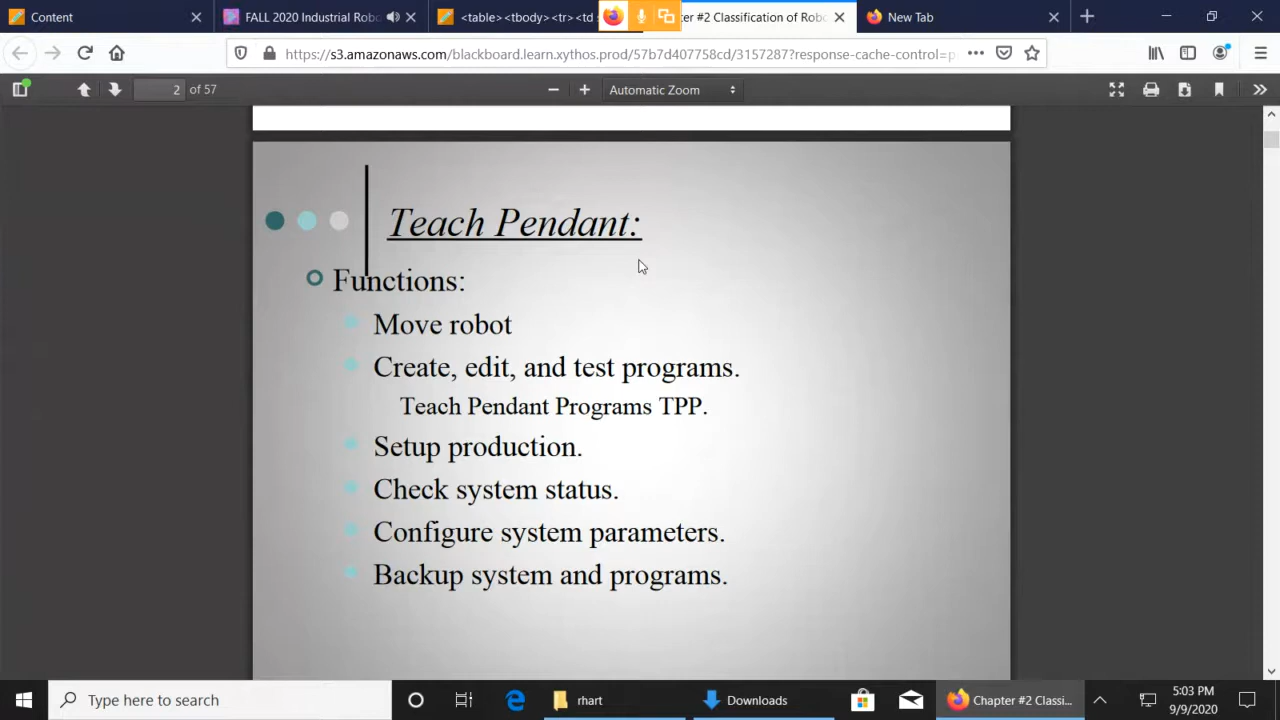 Content
FALL 2020 Industrial Robo
<table><tbody><tr><td s
er #2 Classification of Robo
New Tab
https://s3.amazonaws.com/blackboard.learn.xythos.prod/57b7d407758cd/3157287?response-cache-control=p
2 of 57
Automatic Zoom
Teach Pendant:
Functions:
Move robot
Create, edit, and test programs.
Teach Pendant Programs TPP.
Setup production.
Check system status.
Configure system parameters.
Backup system and programs.
Type here to search
rhart
Downloads
Chapter #2 Classi...
5:03 PM
9/9/2020